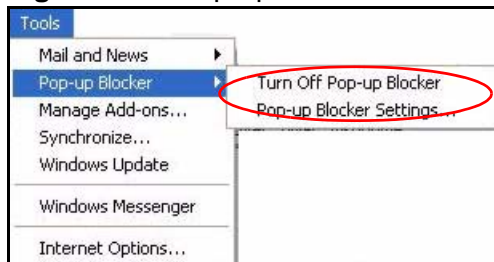 Tools
Mail and News
Pop-up Blocker
Turn Off Pop-up Blocker
Manage Add-ons...
Pop-up Blocker Settings...
Synchronize...
Windows Update
Windows Messenger
Internet Options...